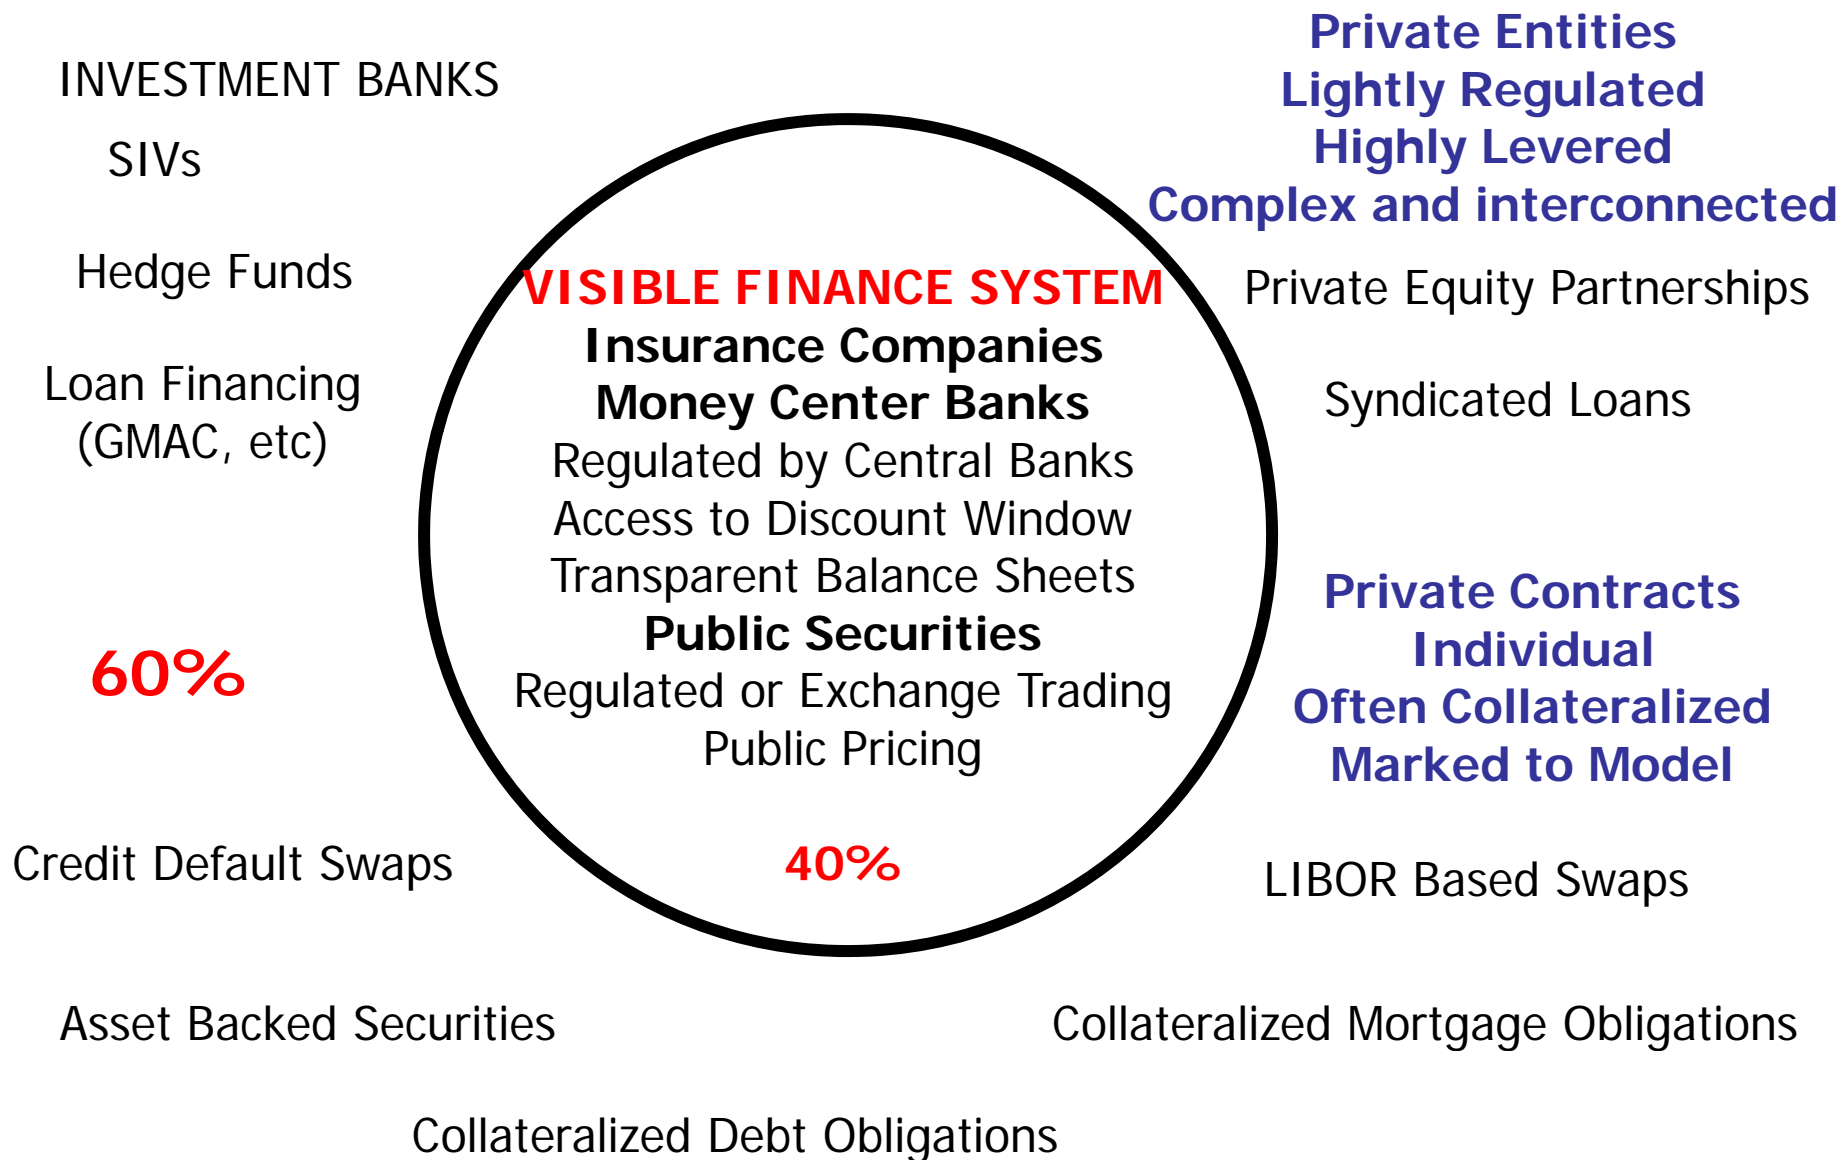 INVESTMENT BANKS
SIVs
Hedge Funds
Loan Financing
(GMAC, etc)
60%
Credit Default Swaps
Asset Backed Securities
VISIBLE FINANCE SYSTEM
Insurance Companies
Money Center Banks
Regulated by Central Banks
Access to Discount Window
Transparent Balance Sheets
Public Securities
Regulated or Exchange Trading
Public Pricing
40%
Private Entities
Lightly Regulated
Highly Levered
Complex and interconnected
Private Equity Partnerships
Syndicated Loans
Private Contracts
Individual
Often Collateralized
Marked to Model
LIBOR Based Swaps
Collateralized Mortgage Obligations
Collateralized Debt Obligations